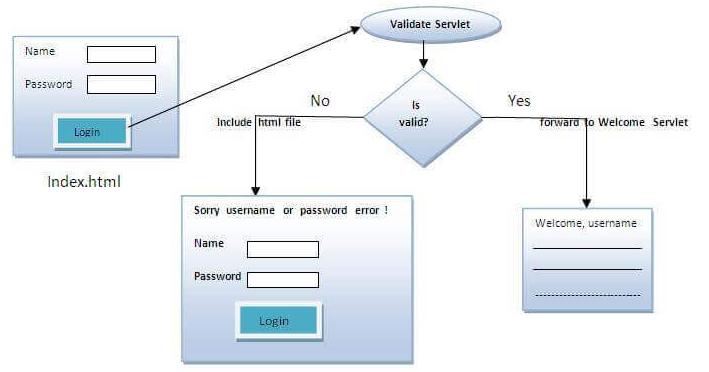 Validate Servlet
Name
Password
Login
Index.html
Is
valid?
No
Include html file
Yes
forward to Welcome Servlet
Sorry username or password error !
Name
Password
Login
Welcome, username